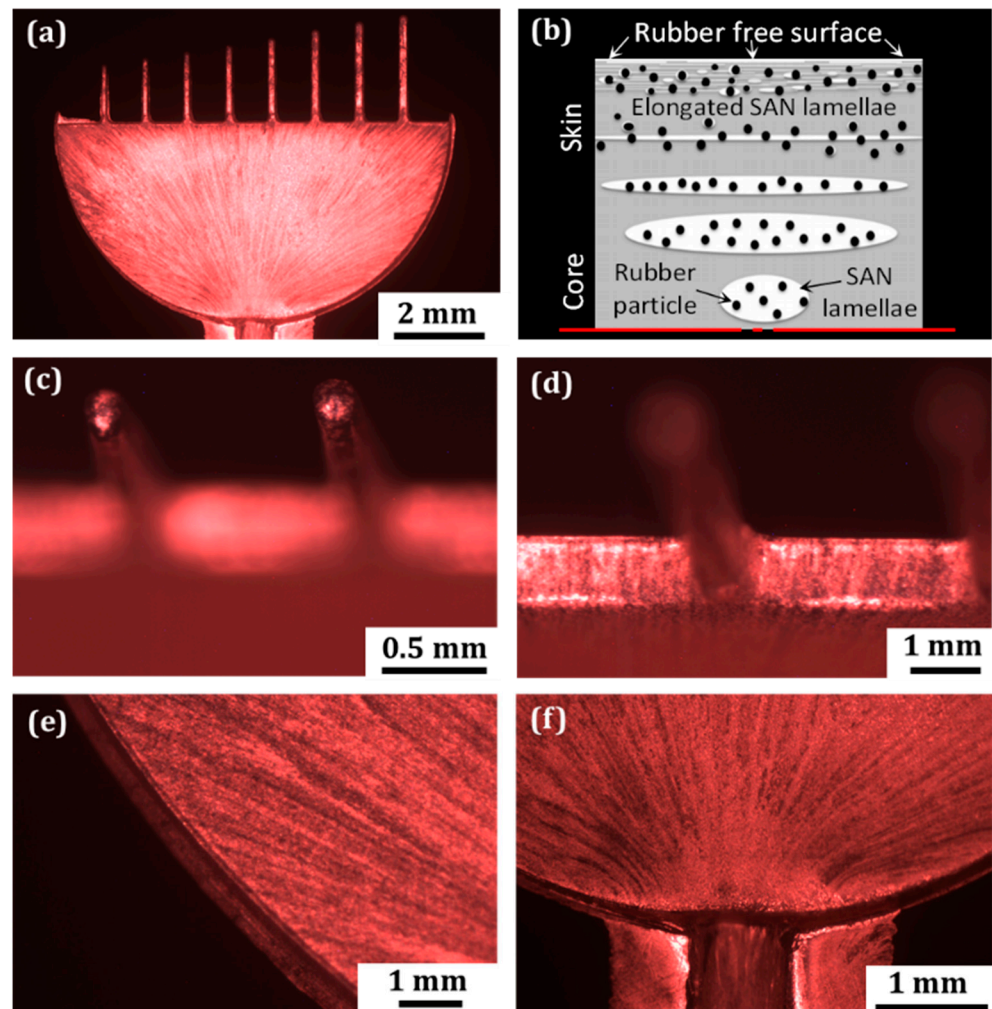 (a)
2 mm
(b)
Rubber free surface
Skin
Elongated SAN lamellae
Core
Rubber
particle
SAN
lamellae
(c)
0.5 mm
(d)
1 mm
(e)
1 mm
(f)
1 mm